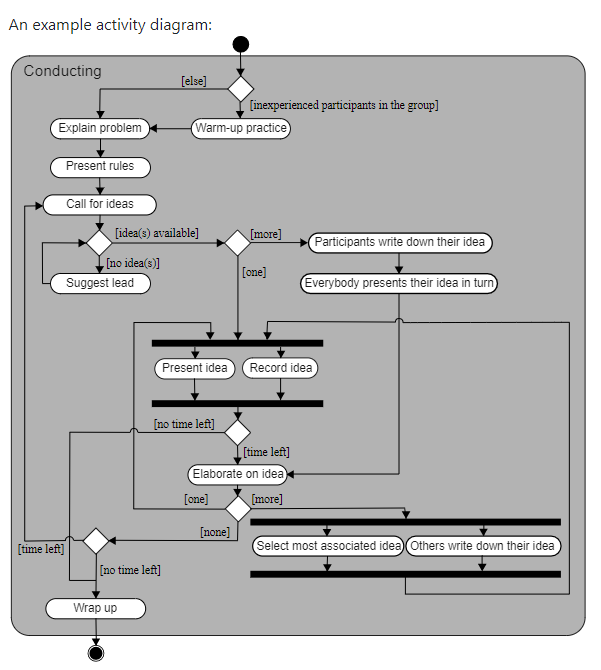 An example activity diagram:
Conducting
[else]
[inexperienced participants in the group]
Explain problem
Warm-up practice
Present rules
Call for ideas
[idea(s) available]
[more]
Participants write down their idea
[no idea(s)]
[one]
Suggest lead
Everybody presents their idea in turn
Present idea
Record idea
[no time left]
[time left]
Elaborate on idea
[one]
[more]
[none]
Select most associated idea
Others write down their idea
[time left]
[no time left]
Wrap up